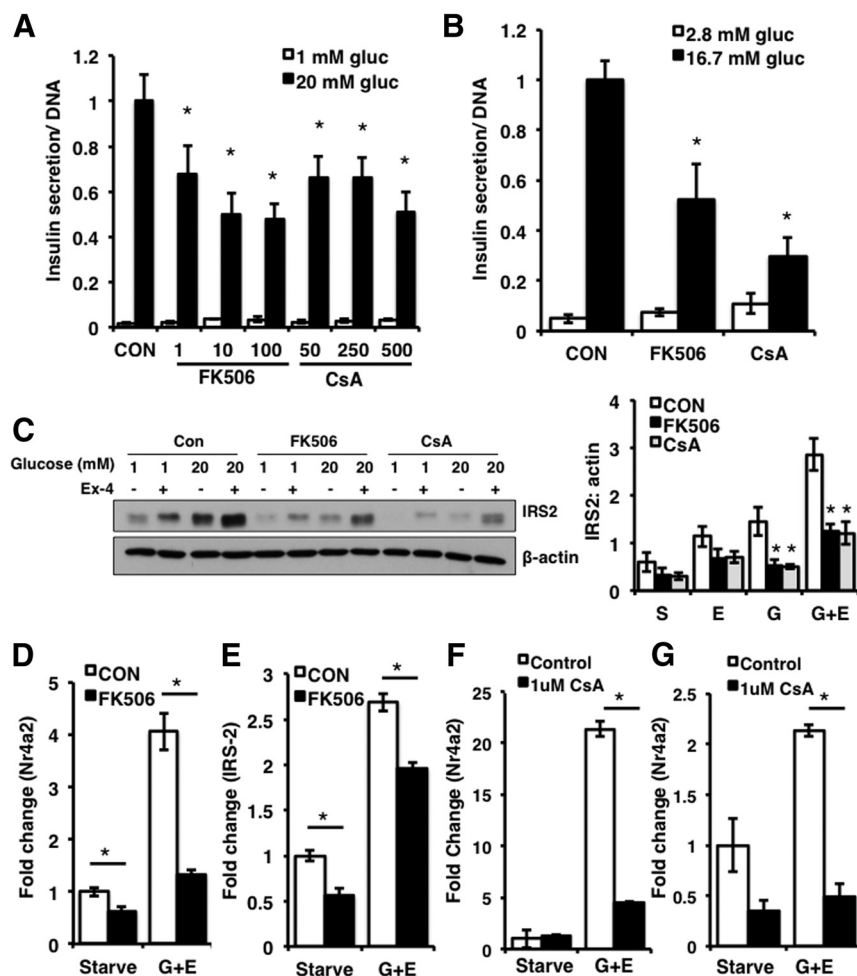 A
1 mM gluc
20 mM gluc
Insulin secretion/ DNA
1.2
1
0.8
0.6
0.4
0.2
0
* * * * * *
CON 1 10 100 50 250 500
FK506 CsA
B
2.8 mM gluc
16.7 mM gluc
Insulin secretion/ DNA
1.2
1
0.8
0.6
0.4
0.2
0
* *
CON FK506 CsA
C
Con FK506 CsA
Glucose (mM) 1 1 20 20 1 1 20 20 1 1 20 20
Ex-4 - + - + - + - + - + - +
IRS2
β-actin
CON
FK506
CsA
IRS2: actin
4
3
2
1
0
* * * *
S E G G+E
D
CON
FK506
Fold change (Nr4a2)
5
4
3
2
1
0
* *
Starve G+E
E
CON
FK506
Fold change (IRS-2)
3
2.5
2
1.5
1
0.5
0
* *
Starve G+E
F
Control
1uM CsA
Fold Change (Nr4a2)
25
20
15
10
5
0
*
Starve G+E
G
Control
1uM CsA
Fold change (Nr4a2)
2.5
2
1.5
1
0.5
0
*
Starve G+E